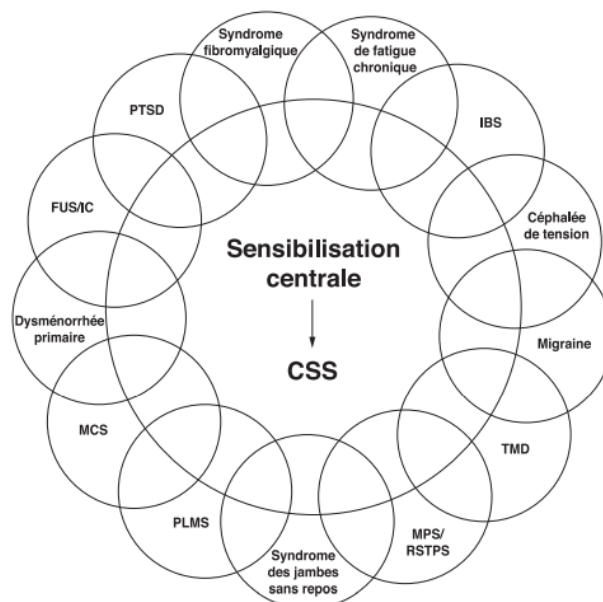 Syndrome
fibromyalgique
Syndrome
de fatigue
chronique
IBS
Céphalée
de tension
Migraine
TMD
MPS/
RSTPS
Syndrome
des jambes
sans repos
PLMS
MCS
Dysménorrhée
primaire
FUS/IC
PTSD
Sensibilisation
centrale
CSS